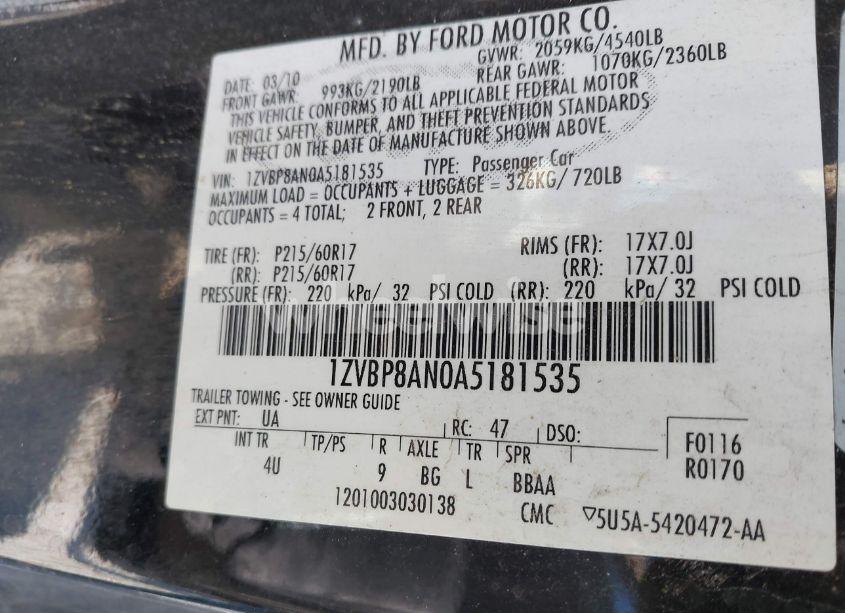 MFD. BY FORD MOTOR CO.
DATE: 03/10 GVWR: 2059KG/4540LB
FRONT GAWR: 993KG/2190LB REAR GAWR: 1070KG/2360LB
THIS VEHICLE CONFORMS TO ALL APPLICABLE FEDERAL MOTOR
VEHICLE SAFETY, BUMPER, AND THEFT PREVENTION STANDARDS
IN EFFECT ON THE DATE OF MANUFACTURE SHOWN ABOVE.
VIN: 1ZVBP8AN0A5181535 TYPE: Passenger Car
MAXIMUM LOAD = OCCUPANTS + LUGGAGE = 326KG/ 720LB
OCCUPANTS = 4 TOTAL; 2 FRONT, 2 REAR
TIRE (FR): P215/60R17 RIMS (FR): 17X7.0J
(RR): P215/60R17 (RR): 17X7.0J
PRESSURE (FR): 220 kPa/ 32 PSI COLD (RR): 220 kPa/ 32 PSI COLD
wheelwise
1ZVBP8AN0A5181535
TRAILER TOWING - SEE OWNER GUIDE
EXT PNT: UA RC: 47 DSO:
INT TR TP/PS R AXLE TR SPR F0116
4U 9 BG L BBAA R0170
1201003030138 CMC ▽5U5A-5420472-AA